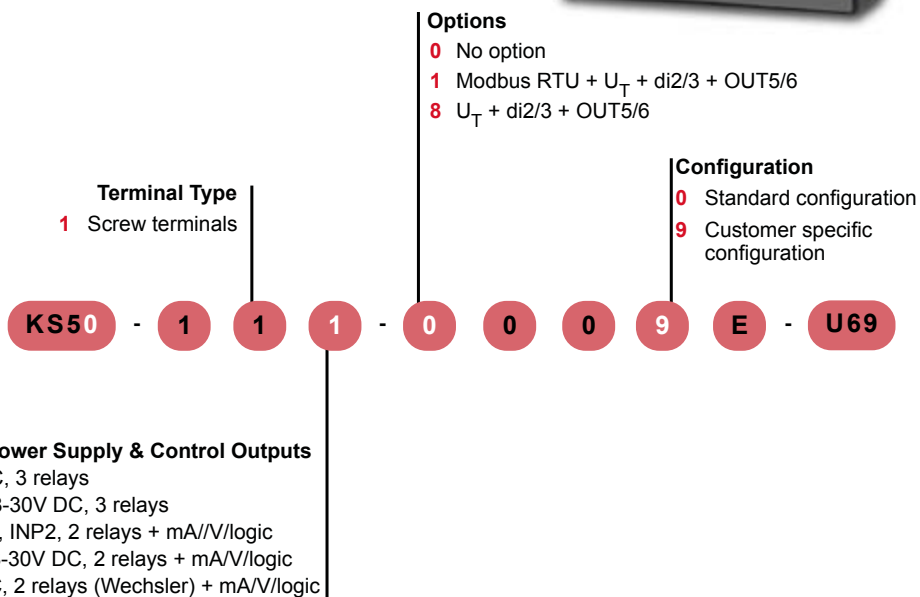 Options
0 No option
1 Modbus RTU + UT + di2/3 + OUT5/6
8 UT + di2/3 + OUT5/6
Configuration
0 Standard configuration
9 Customer specific
configuration
Terminal Type
1 Screw terminals
KS50 - 1 1 1 - 0 0 0 9 E - U69
ower Supply & Control Outputs
, 3 relays
-30V DC, 3 relays
, INP2, 2 relays + mA//V/logic
-30V DC, 2 relays + mA/V/logic
, 2 relays (Wechsler) + mA/V/logic